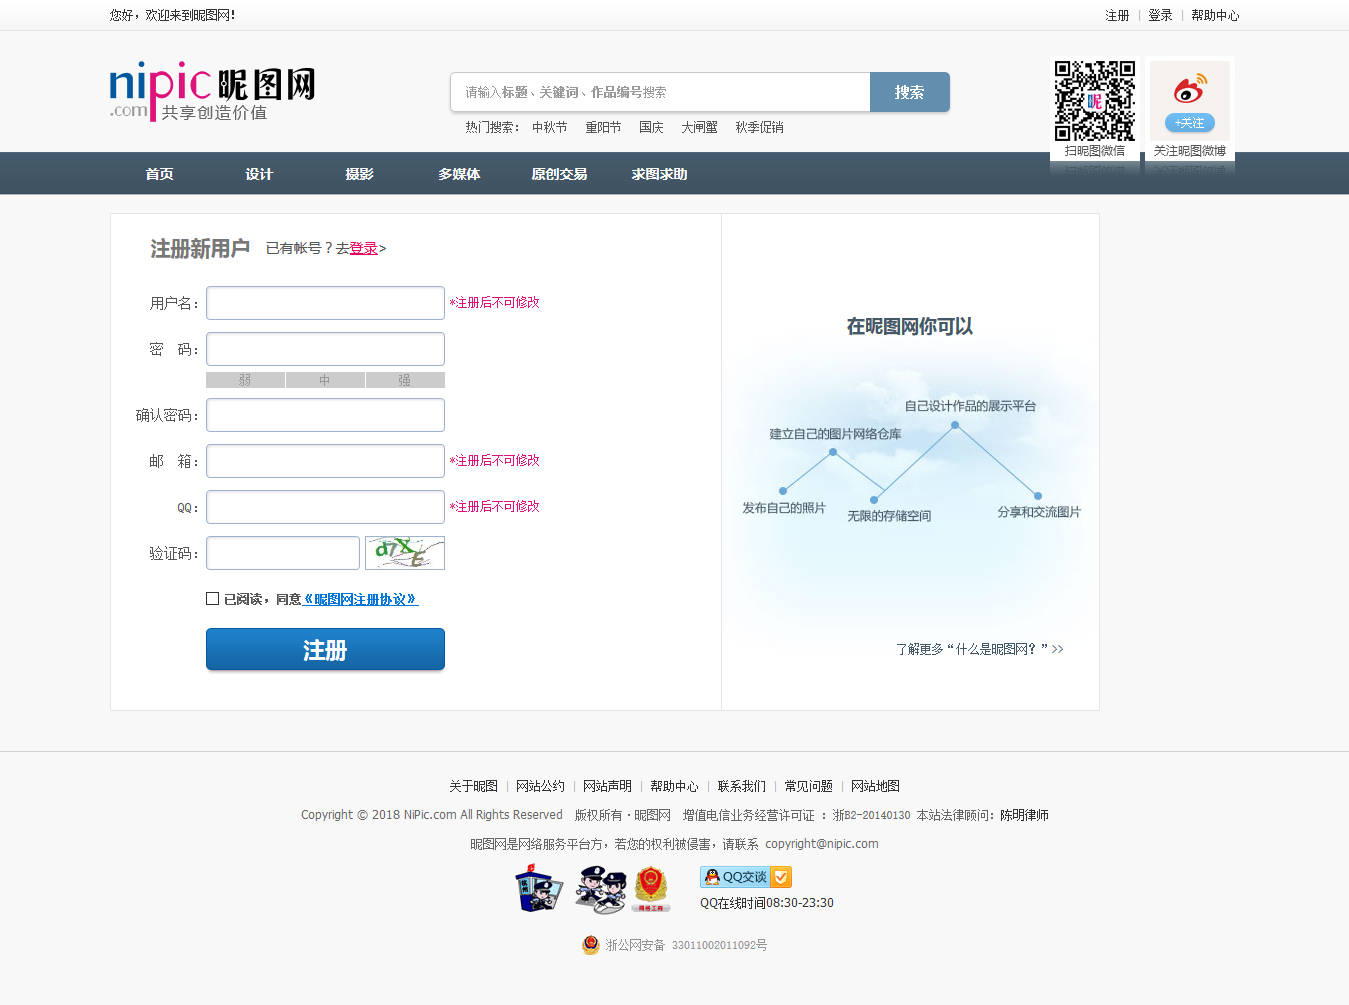 您好，欢迎来到昵图网！
注册 | 登录 | 帮助中心
nipic.com 昵图网
共享创造价值
请输入标题、关键词、作品编号搜索
搜索
热门搜索： 中秋节 重阳节 国庆 大闸蟹 秋季促销
昵
扫昵图微信
+关注
关注昵图微博
首页 设计 摄影 多媒体 原创交易 求图求助
注册新用户 已有帐号？去登录>
用户名： *注册后不可修改
密 码：
弱 中 强
确认密码：
邮 箱： *注册后不可修改
QQ： *注册后不可修改
验证码： d7XE
已阅读，同意《昵图网注册协议》
注册
在昵图网你可以
自己设计作品的展示平台
建立自己的图片网络仓库
发布自己的照片
无限的存储空间
分享和交流图片
了解更多“什么是昵图网？”>>
关于昵图 | 网站公约 | 网站声明 | 帮助中心 | 联系我们 | 常见问题 | 网站地图
Copyright © 2018 NiPic.com All Rights Reserved 版权所有·昵图网 增值电信业务经营许可证 ：浙B2-20140130 本站法律顾问：陈明律师
昵图网是网络服务平台方，若您的权利被侵害，请联系 copyright@nipic.com
网络工商
QQ交谈
QQ在线时间08:30-23:30
浙公网安备 33011002011092号